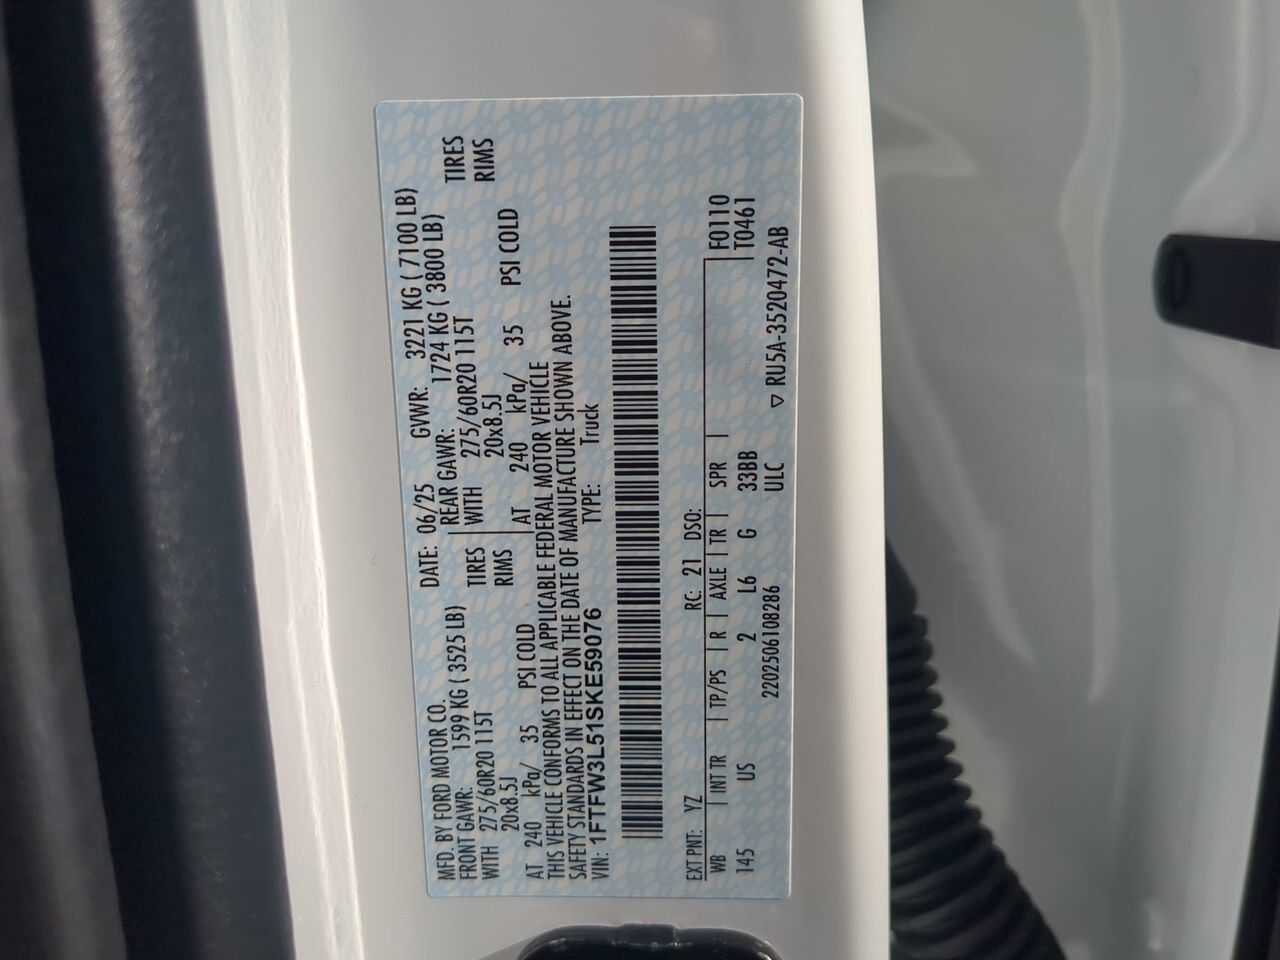 MFD. BY FORD MOTOR CO.
DATE: 06/25 GVWR: 3221 KG ( 7100 LB)
FRONT GAWR: 1599 KG ( 3525 LB)
REAR GAWR: 1724 KG ( 3800 LB)
WITH 275/60R20 115T TIRES
WITH 275/60R20 115T TIRES
20x8.5J RIMS
20x8.5J RIMS
AT 240 kPa/ 35 PSI COLD
AT 240 kPa/ 35 PSI COLD
THIS VEHICLE CONFORMS TO ALL APPLICABLE FEDERAL MOTOR VEHICLE
SAFETY STANDARDS IN EFFECT ON THE DATE OF MANUFACTURE SHOWN ABOVE.
VIN: 1FTFW3L51SKE59076 TYPE: Truck
EXT PNT: YZ RC: 21 DSO:
WB | INT TR | TP/PS | R | AXLE | TR | SPR | F0110
145 US 2 L6 G 33BB T0461
2202506108286 ULC ▽ RU5A-3520472-AB